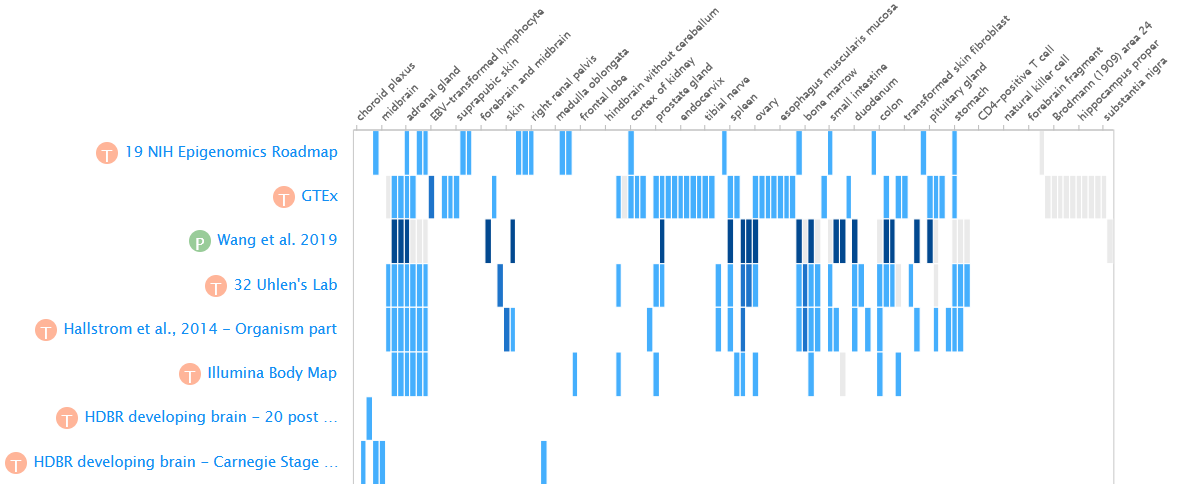 choroid plexus
midbrain
adrenal gland
EBV-transformed lymphocyte
suprapubic skin
forebrain and midbrain
skin
right renal pelvis
medulla oblongata
frontal lobe
hindbrain without cerebellum
cortex of kidney
prostate gland
endocervix
tibial nerve
spleen
ovary
esophagus muscularis mucosa
bone marrow
small intestine
duodenum
colon
transformed skin fibroblast
pituitary gland
stomach
CD4-positive T cell
natural killer cell
forebrain fragment
Brodmann (1909) area 24
hippocampus proper
substantia nigra
T 19 NIH Epigenomics Roadmap
T GTEx
P Wang et al. 2019
T 32 Uhlen's Lab
T Hallstrom et al., 2014 - Organism part
T Illumina Body Map
T HDBR developing brain - 20 post ...
T HDBR developing brain - Carnegie Stage ...